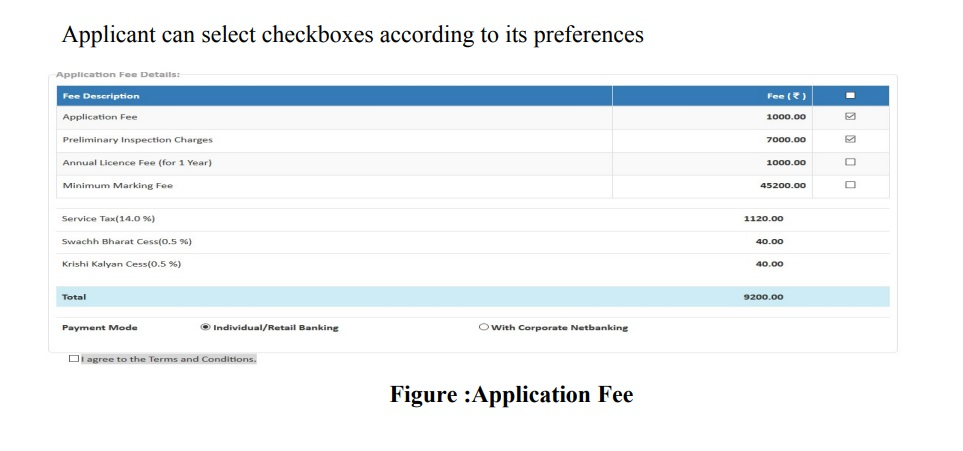 Applicant can select checkboxes according to its preferences
Application Fee Details:
Fee Description Fee ( ₹ )
Application Fee 1000.00
Preliminary Inspection Charges 7000.00
Annual Licence Fee (for 1 Year) 1000.00
Minimum Marking Fee 45200.00
Service Tax(14.0 %) 1120.00
Swachh Bharat Cess(0.5 %) 40.00
Krishi Kalyan Cess(0.5 %) 40.00
Total 9200.00
Payment Mode Individual/Retail Banking With Corporate Netbanking
I agree to the Terms and Conditions.
Figure :Application Fee